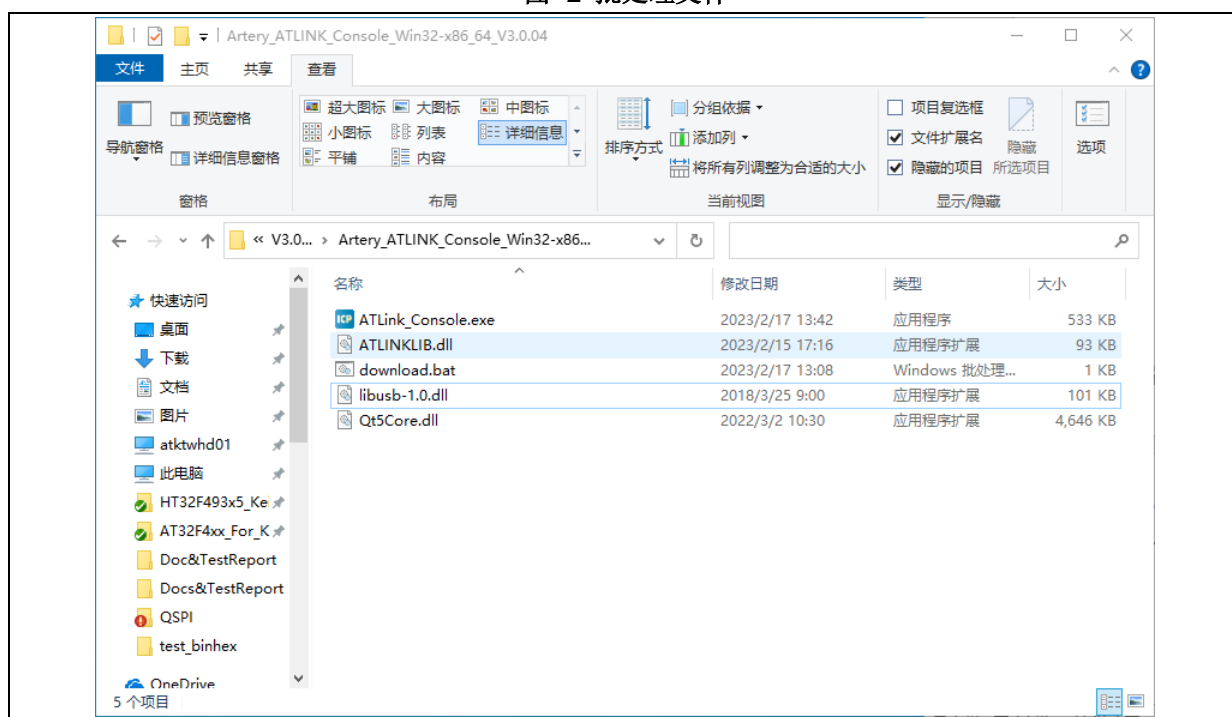 图 2 批处理文件
Artery_ATLINK_Console_Win32-x86_64_V3.0.04
文件 主页 共享 查看
导航窗格 预览窗格 详细信息窗格
超大图标 大图标 中图标
小图标 列表 详细信息
平铺 内容
排序方式 分组依据 添加列 将所有列调整为合适的大小
项目复选框 文件扩展名 隐藏的项目 隐藏所选项目 选项
窗格 布局 当前视图 显示/隐藏
« V3.0... › Artery_ATLINK_Console_Win32-x86...
名称 修改日期 类型 大小
ATLink_Console.exe 2023/2/17 13:42 应用程序 533 KB
ATLINKLIB.dll 2023/2/15 17:16 应用程序扩展 93 KB
download.bat 2023/2/17 13:08 Windows 批处理... 1 KB
libusb-1.0.dll 2018/3/25 9:00 应用程序扩展 101 KB
Qt5Core.dll 2022/3/2 10:30 应用程序扩展 4,646 KB
快速访问
桌面
下载
文档
图片
atktwhd01
此电脑
HT32F493x5_Kei
AT32F4xx_For_K
Doc&TestReport
Docs&TestReport
QSPI
test_binhex
OneDrive
5 个项目